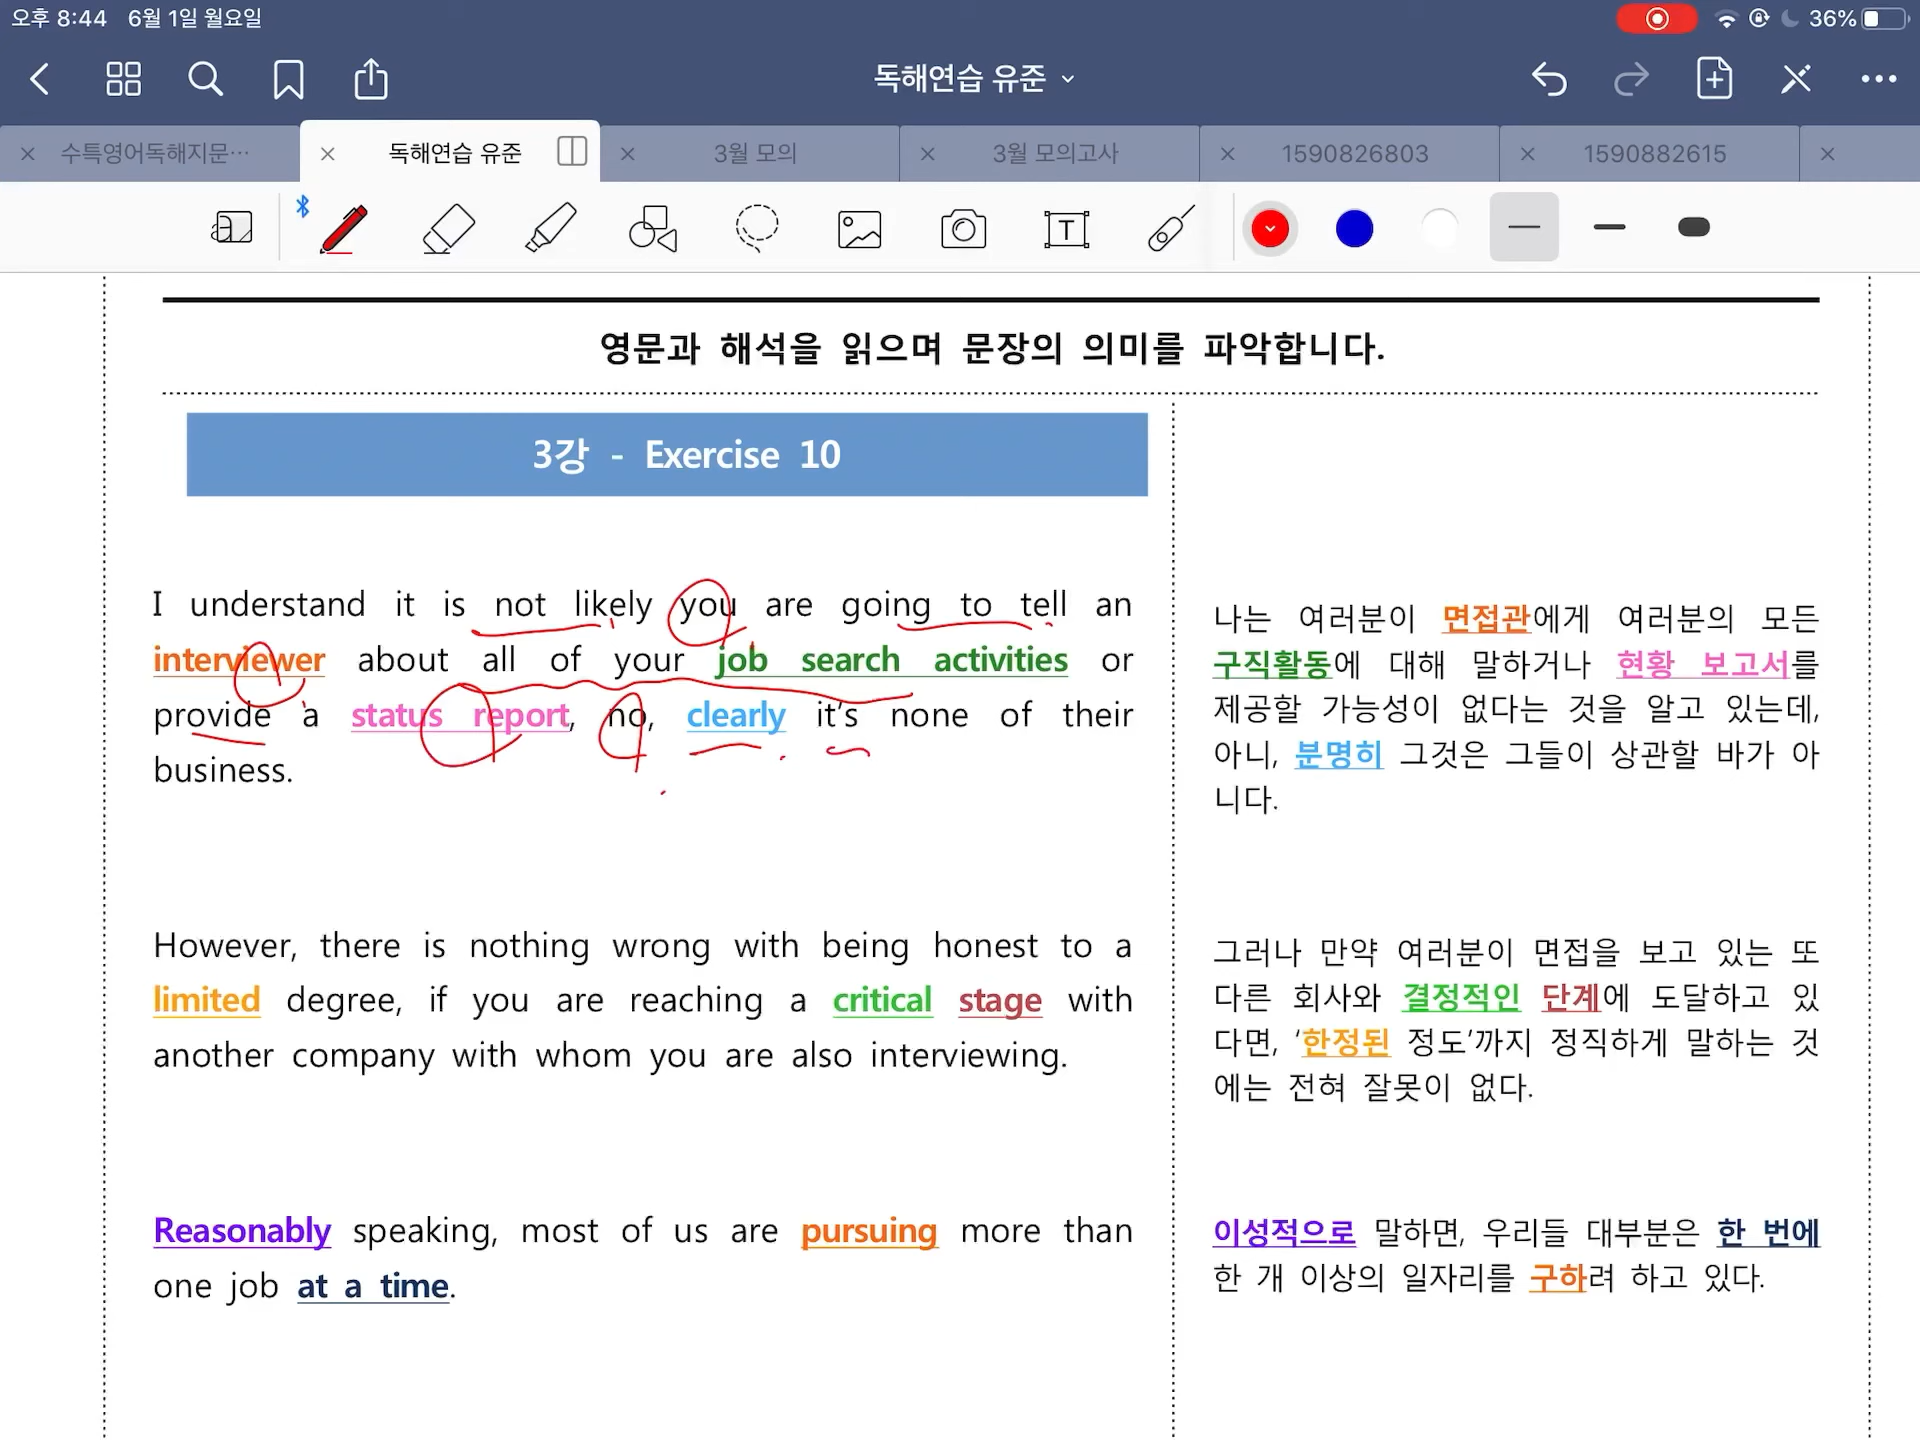 오후 8:44 6월 1일 월요일
36%
독해연습 유준
수특영어독해지문…
독해연습 유준
3월 모의
3월 모의고사
1590826803
1590882615
영문과 해석을 읽으며 문장의 의미를 파악합니다.
3강 - Exercise 10
I understand it is not likely you are going to tell an
interviewer about all of your job search activities or
provide a status report, no, clearly it's none of their
business.
나는 여러분이 면접관에게 여러분의 모든
구직활동에 대해 말하거나 현황 보고서를
제공할 가능성이 없다는 것을 알고 있는데,
아니, 분명히 그것은 그들이 상관할 바가 아
니다.
However, there is nothing wrong with being honest to a
limited degree, if you are reaching a critical stage with
another company with whom you are also interviewing.
그러나 만약 여러분이 면접을 보고 있는 또
다른 회사와 결정적인 단계에 도달하고 있
다면, ‘한정된 정도’까지 정직하게 말하는 것
에는 전혀 잘못이 없다.
Reasonably speaking, most of us are pursuing more than
one job at a time.
이성적으로 말하면, 우리들 대부분은 한 번에
한 개 이상의 일자리를 구하려 하고 있다.